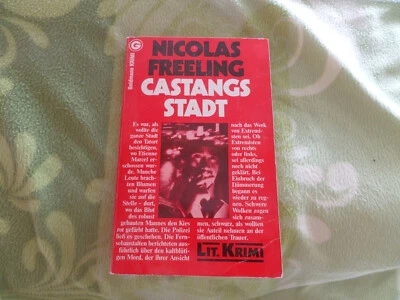 Goldmann KRIMI
NICOLAS
FREELING
CASTANGS
STADT
Es war, als
wollte die
ganze Stadt
den Tatort
besichtigen,
wo Etienne
Marcel er-
schossen wur-
de. Manche
Leute brach-
ten Blumen
und warfen
sie auf die
Stelle – dort,
wo das Blut
des robust
gebauten Mannes den Kies
rot gefärbt hatte. Die Polizei
ließ es geschehen. Die Fern-
sehanstalten berichteten aus-
führlich über den kaltblüti-
gen Mord, der ihrer Ansicht
nach das Werk
von Extremi-
sten sei. Ob
Extremisten
von rechts
oder links,
sei allerdings
noch nicht
geklärt. Bei
Einbruch der
Dämmerung
begann es
wieder zu reg-
nen. Schwere
Wolken zogen
sich zusam-
men, schwarz, als wollten
sie Anteil nehmen an der
öffentlichen Trauer.
LIT. KRIMI